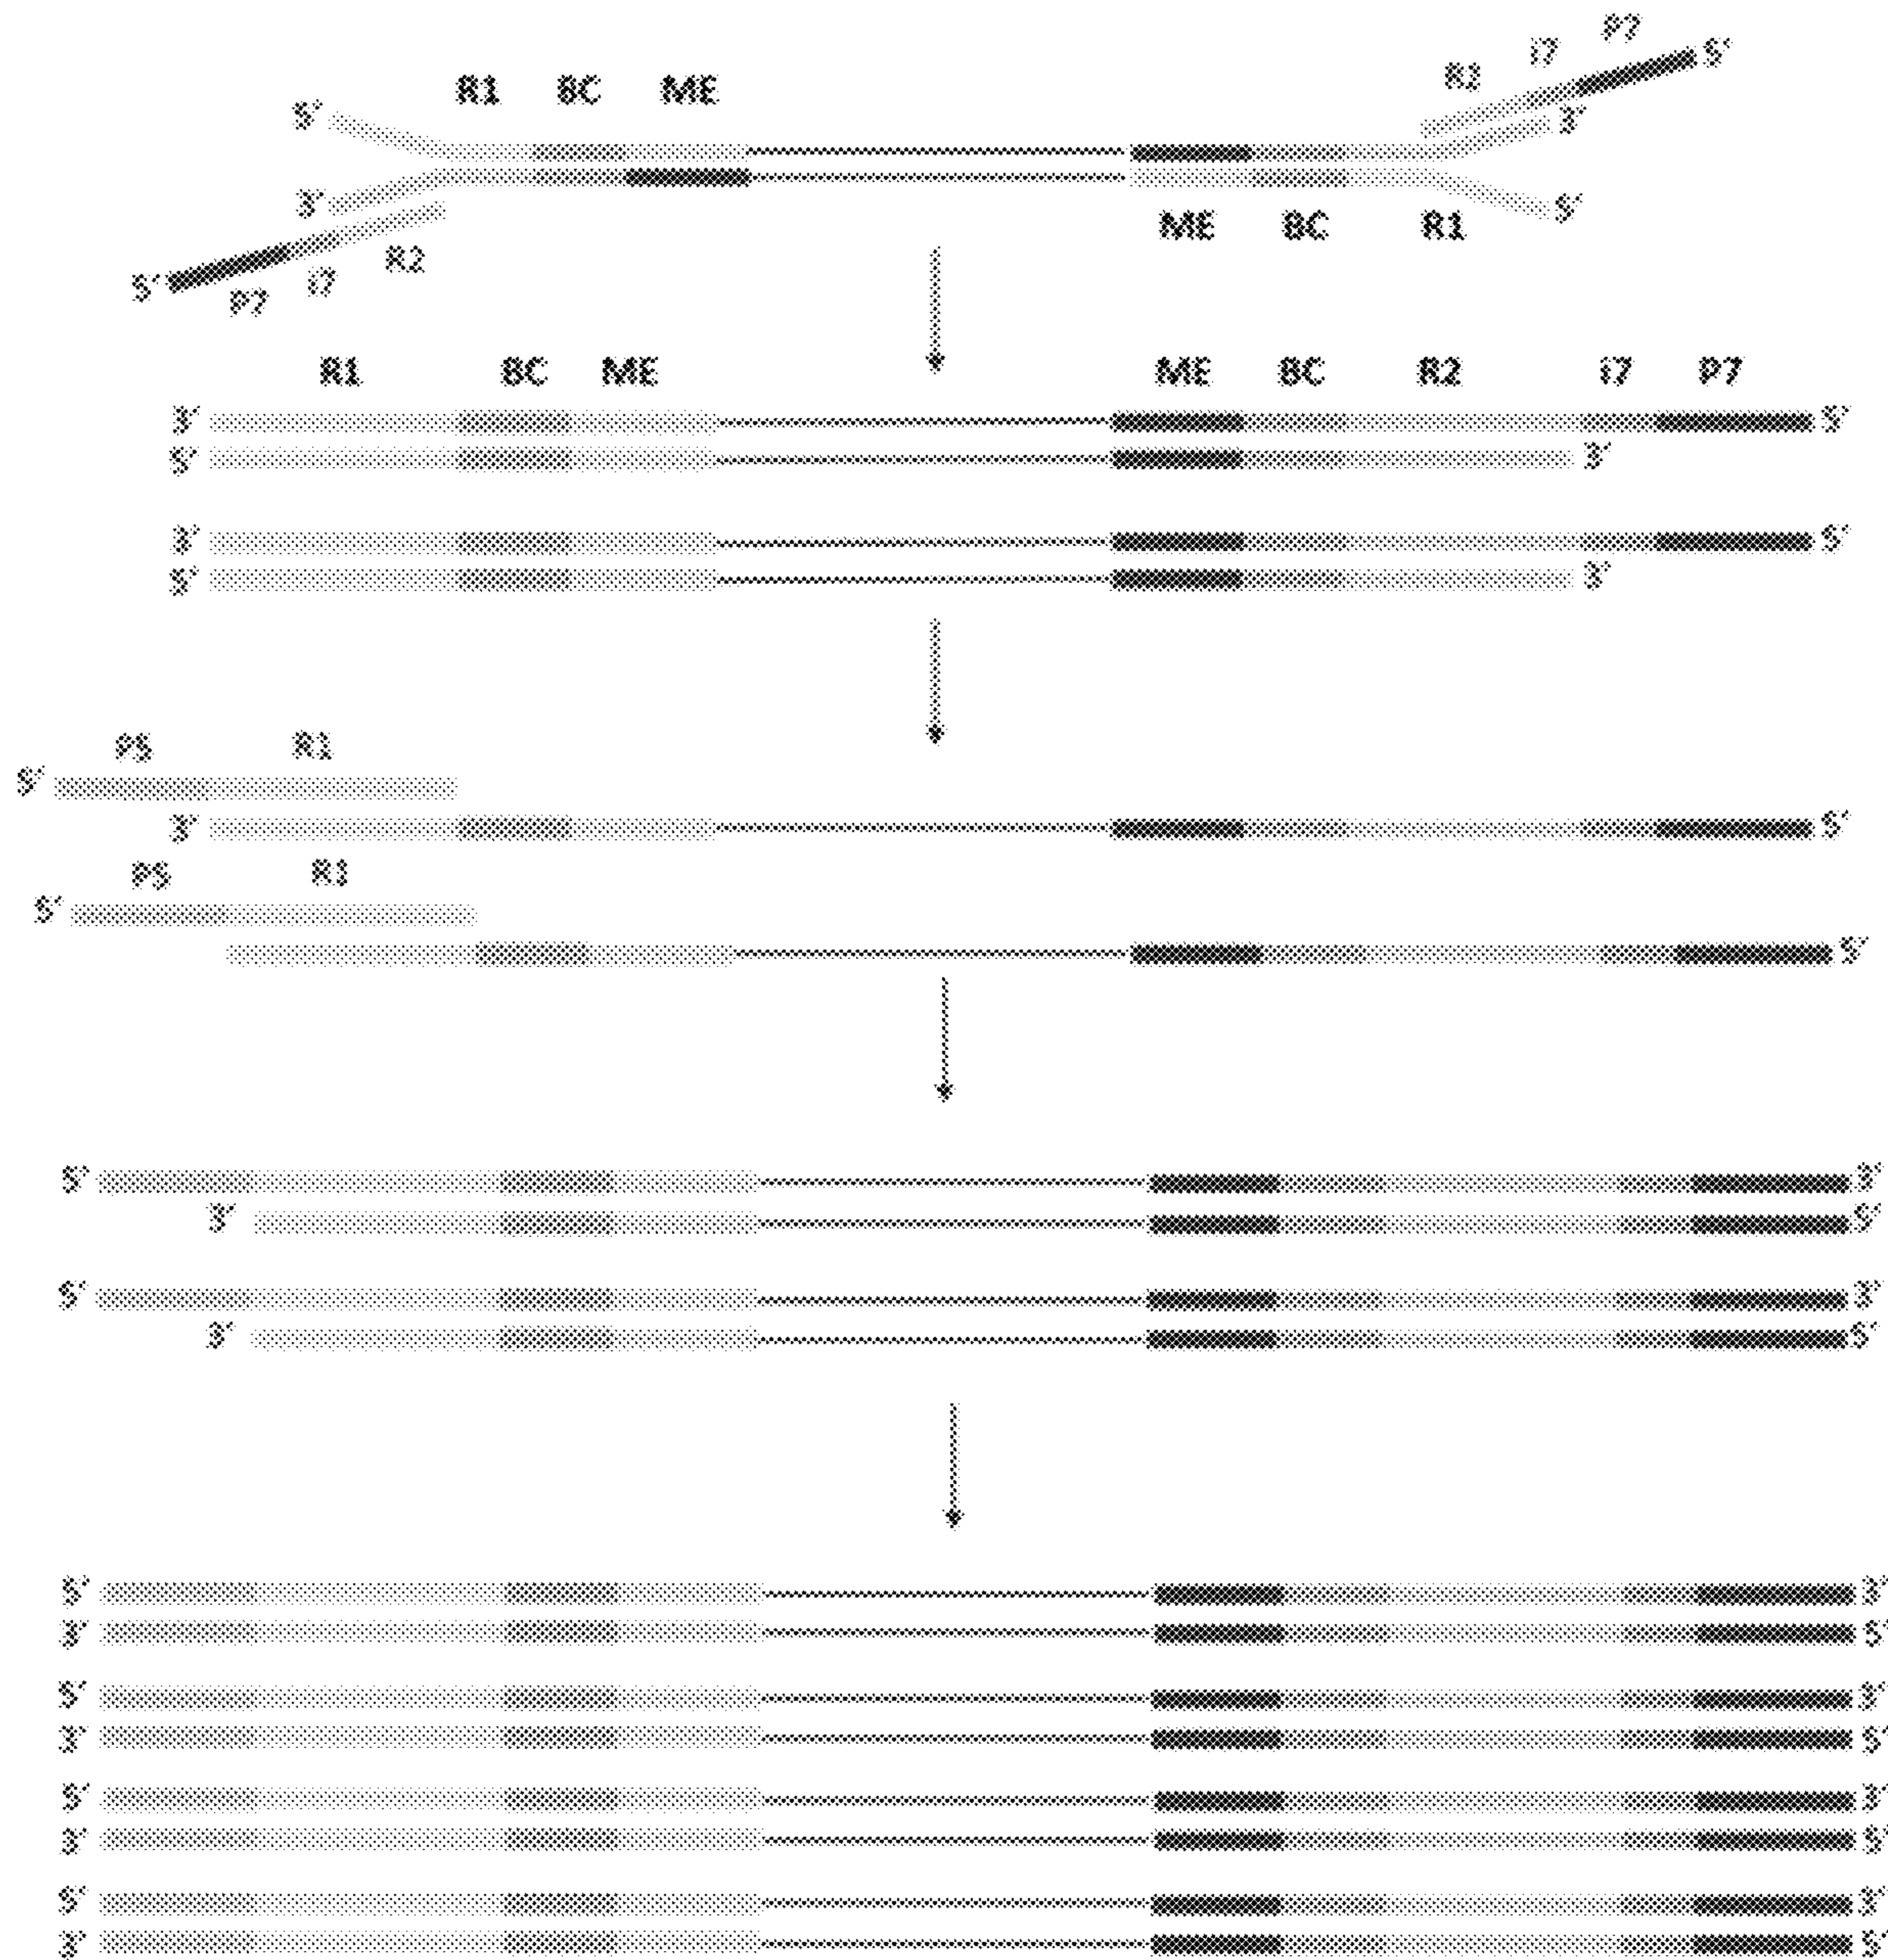 P7
i7
R2
5′
R1 BC ME
5′
3′
3′
5′
ME BC R1
R2
i7
P7
5′
R1 BC ME ME BC R2 i7 P7
3′ 5′
5′ 3′
3′ 5′
5′ 3′
P5 R1
5′
3′ 5′
P5 R1
5′
5′
5′ 3′
3′ 5′
5′ 3′
3′ 5′
5′ 3′
3′ 5′
5′ 3′
3′ 5′
5′ 3′
3′ 5′
5′ 3′
3′ 5′